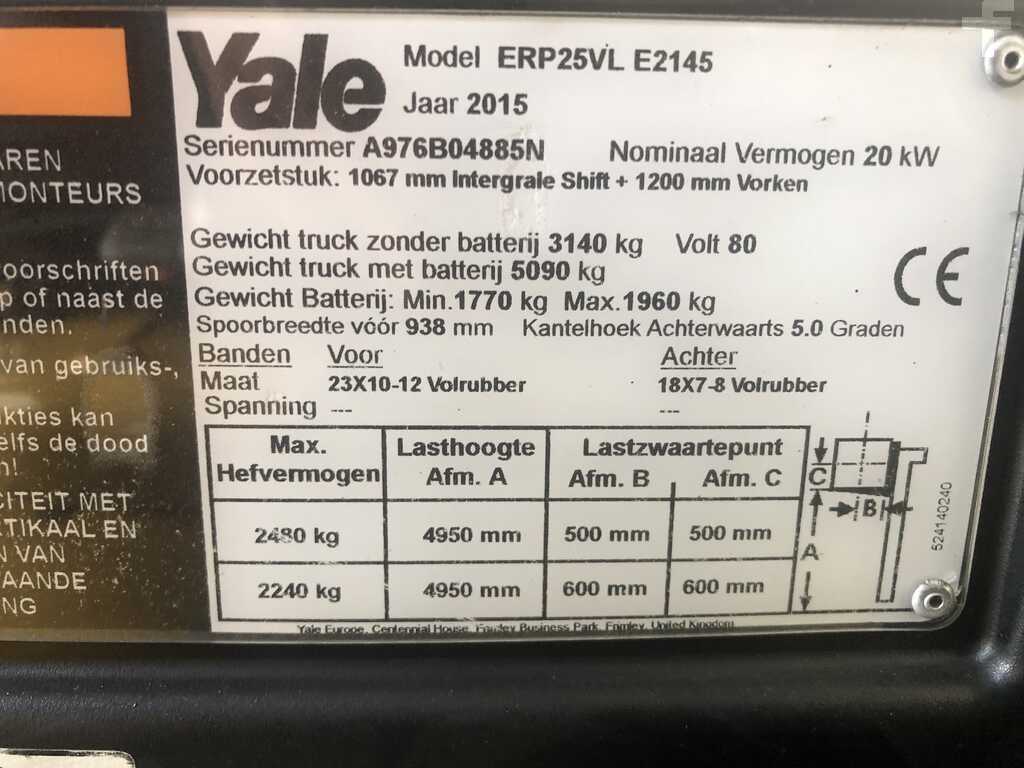 AREN
MONTEURS
oorschriften
p of naast de
nden.
van gebruiks-,
kties kan
elfs de dood
n!
CITEIT MET
TIKAAL EN
N VAN
AANDE
NG
Yale
Model ERP25VL E2145
Jaar 2015
Serienummer A976B04885N Nominaal Vermogen 20 kW
Voorzetstuk: 1067 mm Intergrale Shift + 1200 mm Vorken
Gewicht truck zonder batterij 3140 kg Volt 80
Gewicht truck met batterij 5090 kg
Gewicht Batterij: Min.1770 kg Max.1960 kg
Spoorbreedte vóór 938 mm Kantelhoek Achterwaarts 5.0 Graden
CE
Banden Voor Achter
Maat 23X10-12 Volrubber 18X7-8 Volrubber
Spanning --- ---
Max. Lasthoogte Lastzwaartepunt
Hefvermogen Afm. A Afm. B Afm. C
2480 kg 4950 mm 500 mm 500 mm
2240 kg 4950 mm 600 mm 600 mm
C
B
A
524140240
Yale Europe, Centennial House, Frimley Business Park, Frimley, United Kingdom